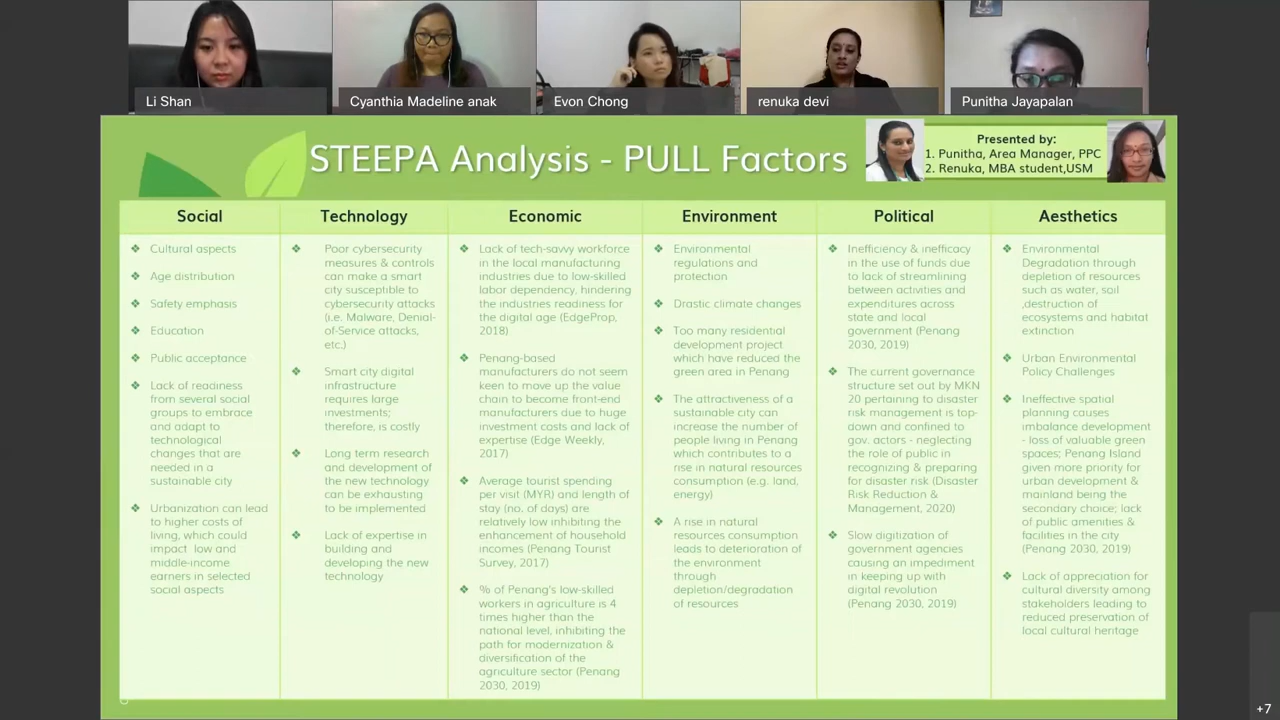 Li Shan
Cyanthia Madeline anak
Evon Chong
renuka devi
Punitha Jayapalan
STEEPA Analysis - PULL Factors
Presented by:
1. Punitha, Area Manager, PPC
2. Renuka, MBA student,USM
Social
❖ Cultural aspects
❖ Age distribution
❖ Safety emphasis
❖ Education
❖ Public acceptance
❖ Lack of readiness
from several social
groups to embrace
and adapt to
technological
changes that are
needed in a
sustainable city
❖ Urbanization can lead
to higher costs of
living, which could
impact low and
middle-income
earners in selected
social aspects
Technology
❖ Poor cybersecurity
measures & controls
can make a smart
city susceptible to
cybersecurity attacks
(i.e. Malware, Denial-
of-Service attacks,
etc.)
❖ Smart city digital
infrastructure
requires large
investments;
therefore, is costly
❖ Long term research
and development of
the new technology
can be exhausting
to be implemented
❖ Lack of expertise in
building and
developing the new
technology
Economic
❖ Lack of tech-savvy workforce
in the local manufacturing
industries due to low-skilled
labor dependency, hindering
the industries readiness for
the digital age (EdgeProp,
2018)
❖ Penang-based
manufacturers do not seem
keen to move up the value
chain to become front-end
manufacturers due to huge
investment costs and lack of
expertise (Edge Weekly,
2017)
❖ Average tourist spending
per visit (MYR) and length of
stay (no. of days) are
relatively low inhibiting the
enhancement of household
incomes (Penang Tourist
Survey, 2017)
❖ % of Penang's low-skilled
workers in agriculture is 4
times higher than the
national level, inhibiting the
path for modernization &
diversification of the
agriculture sector (Penang
2030, 2019)
Environment
❖ Environmental
regulations and
protection
❖ Drastic climate changes
❖ Too many residential
development project
which have reduced the
green area in Penang
❖ The attractiveness of a
sustainable city can
increase the number of
people living in Penang
which contributes to a
rise in natural resources
consumption (e.g. land,
energy)
❖ A rise in natural
resources consumption
leads to deterioration of
the environment
through
depletion/degradation
of resources
Political
❖ Inefficiency & inefficacy
in the use of funds due
to lack of streamlining
between activities and
expenditures across
state and local
government (Penang
2030, 2019)
❖ The current governance
structure set out by MKN
20 pertaining to disaster
risk management is top-
down and confined to
gov. actors - neglecting
the role of public in
recognizing & preparing
for disaster risk (Disaster
Risk Reduction &
Management, 2020)
❖ Slow digitization of
government agencies
causing an impediment
in keeping up with
digital revolution
(Penang 2030, 2019)
Aesthetics
❖ Environmental
Degradation through
depletion of resources
such as water, soil
,destruction of
ecosystems and habitat
extinction
❖ Urban Environmental
Policy Challenges
❖ Ineffective spatial
planning causes
imbalance development
- loss of valuable green
spaces; Penang Island
given more priority for
urban development &
mainland being the
secondary choice; lack
of public amenities &
facilities in the city
(Penang 2030, 2019)
❖ Lack of appreciation for
cultural diversity among
stakeholders leading to
reduced preservation of
local cultural heritage
+7